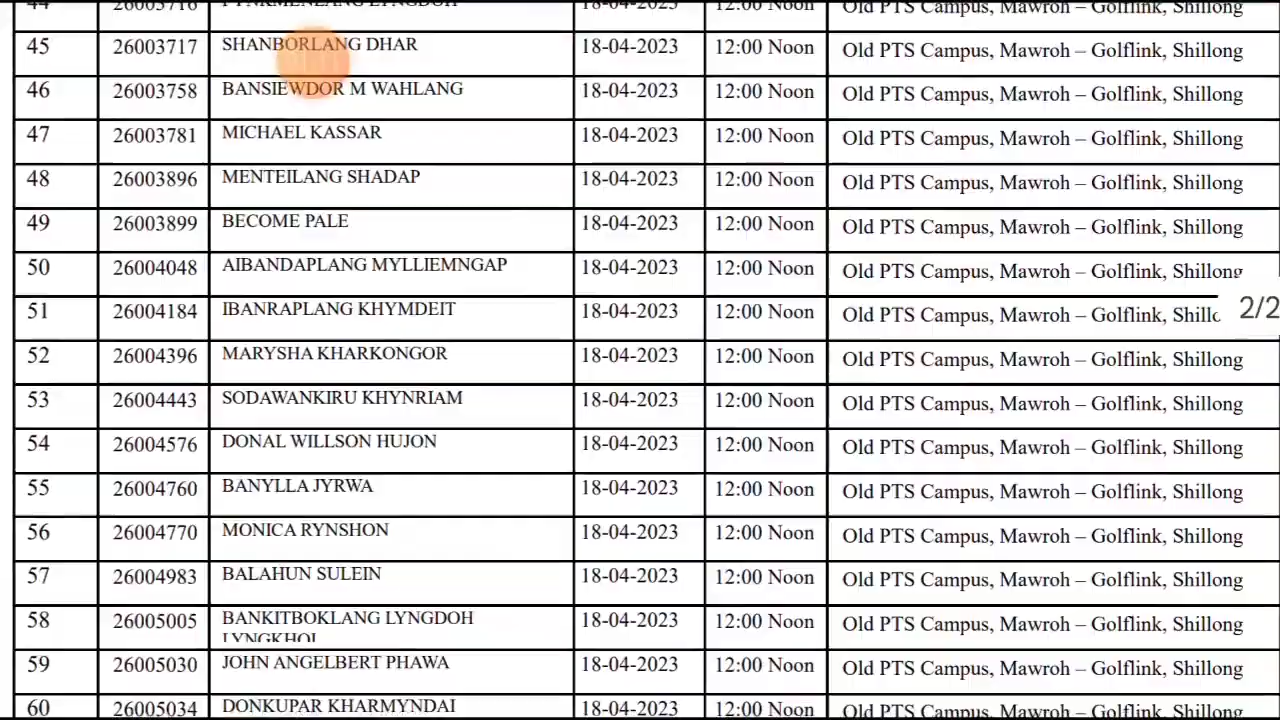 44 26003716 PYNKMENLANG LYNGDOH 18-04-2023 12:00 Noon Old PTS Campus, Mawroh – Golflink, Shillong
45 26003717 SHANBORLANG DHAR 18-04-2023 12:00 Noon Old PTS Campus, Mawroh – Golflink, Shillong
46 26003758 BANSIEWDOR M WAHLANG 18-04-2023 12:00 Noon Old PTS Campus, Mawroh – Golflink, Shillong
47 26003781 MICHAEL KASSAR 18-04-2023 12:00 Noon Old PTS Campus, Mawroh – Golflink, Shillong
48 26003896 MENTEILANG SHADAP 18-04-2023 12:00 Noon Old PTS Campus, Mawroh – Golflink, Shillong
49 26003899 BECOME PALE 18-04-2023 12:00 Noon Old PTS Campus, Mawroh – Golflink, Shillong
50 26004048 AIBANDAPLANG MYLLIEMNGAP 18-04-2023 12:00 Noon Old PTS Campus, Mawroh – Golflink, Shillong
51 26004184 IBANRAPLANG KHYMDEIT 18-04-2023 12:00 Noon Old PTS Campus, Mawroh – Golflink, Shillo 2/2
52 26004396 MARYSHA KHARKONGOR 18-04-2023 12:00 Noon Old PTS Campus, Mawroh – Golflink, Shillong
53 26004443 SODAWANKIRU KHYNRIAM 18-04-2023 12:00 Noon Old PTS Campus, Mawroh – Golflink, Shillong
54 26004576 DONAL WILLSON HUJON 18-04-2023 12:00 Noon Old PTS Campus, Mawroh – Golflink, Shillong
55 26004760 BANYLLA JYRWA 18-04-2023 12:00 Noon Old PTS Campus, Mawroh – Golflink, Shillong
56 26004770 MONICA RYNSHON 18-04-2023 12:00 Noon Old PTS Campus, Mawroh – Golflink, Shillong
57 26004983 BALAHUN SULEIN 18-04-2023 12:00 Noon Old PTS Campus, Mawroh – Golflink, Shillong
58 26005005 BANKITBOKLANG LYNGDOH 18-04-2023 12:00 Noon Old PTS Campus, Mawroh – Golflink, Shillong
LYNGKHOI
59 26005030 JOHN ANGELBERT PHAWA 18-04-2023 12:00 Noon Old PTS Campus, Mawroh – Golflink, Shillong
60 26005034 DONKUPAR KHARMYNDAI 18-04-2023 12:00 Noon Old PTS Campus, Mawroh – Golflink, Shillong